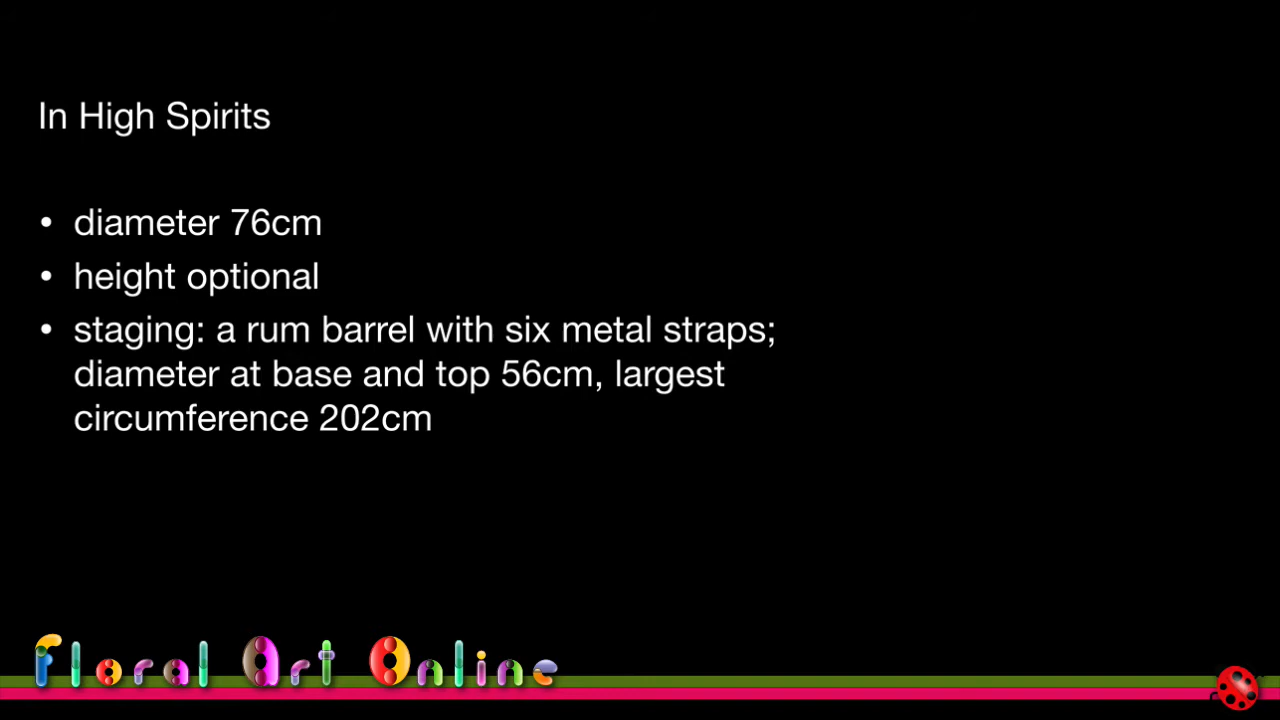 In High Spirits
• diameter 76cm
• height optional
• staging: a rum barrel with six metal straps;
diameter at base and top 56cm, largest
circumference 202cm
Floral Art Online